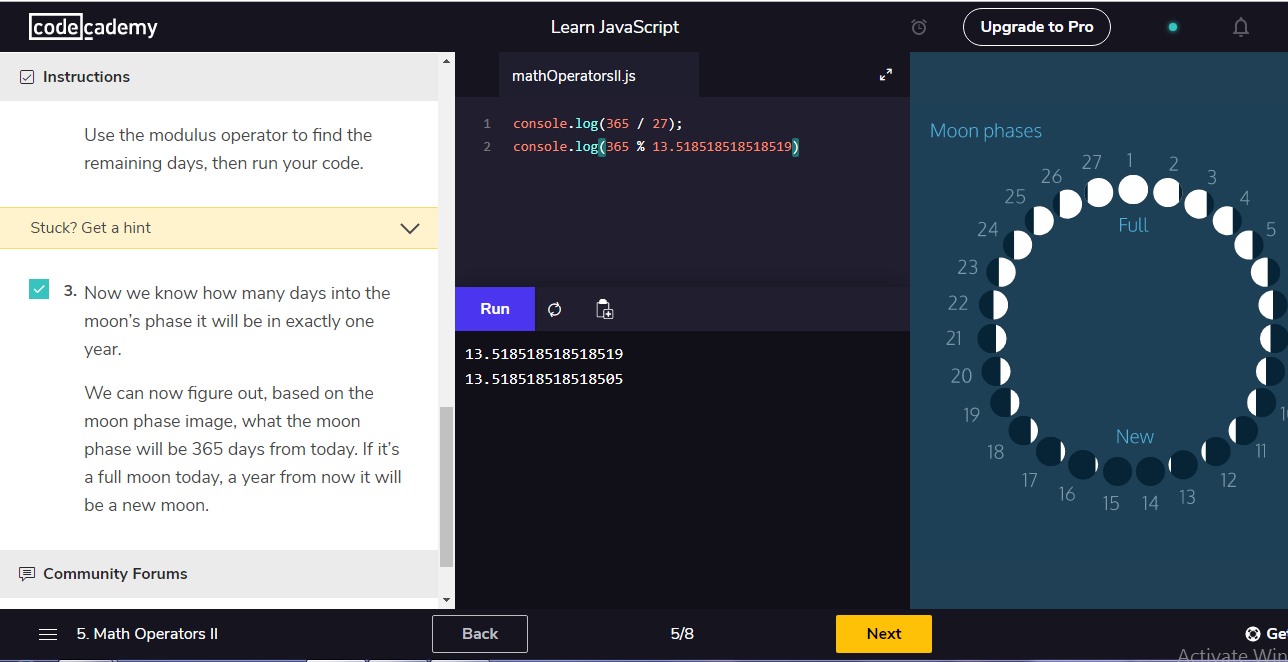 codecademy
Learn JavaScript
Upgrade to Pro
Instructions
Use the modulus operator to find the
remaining days, then run your code.
Stuck? Get a hint
3. Now we know how many days into the
moon’s phase it will be in exactly one
year.
We can now figure out, based on the
moon phase image, what the moon
phase will be 365 days from today. If it’s
a full moon today, a year from now it will
be a new moon.
Community Forums
mathOperatorsII.js
1 console.log(365 / 27);
2 console.log(365 % 13.518518518518519)
Run
13.518518518518519
13.518518518518505
Moon phases
1
2
3
4
5
11
12
13
14
15
16
17
18
19
20
21
22
23
24
25
26
27
Full
New
5. Math Operators II
Back
5/8
Next